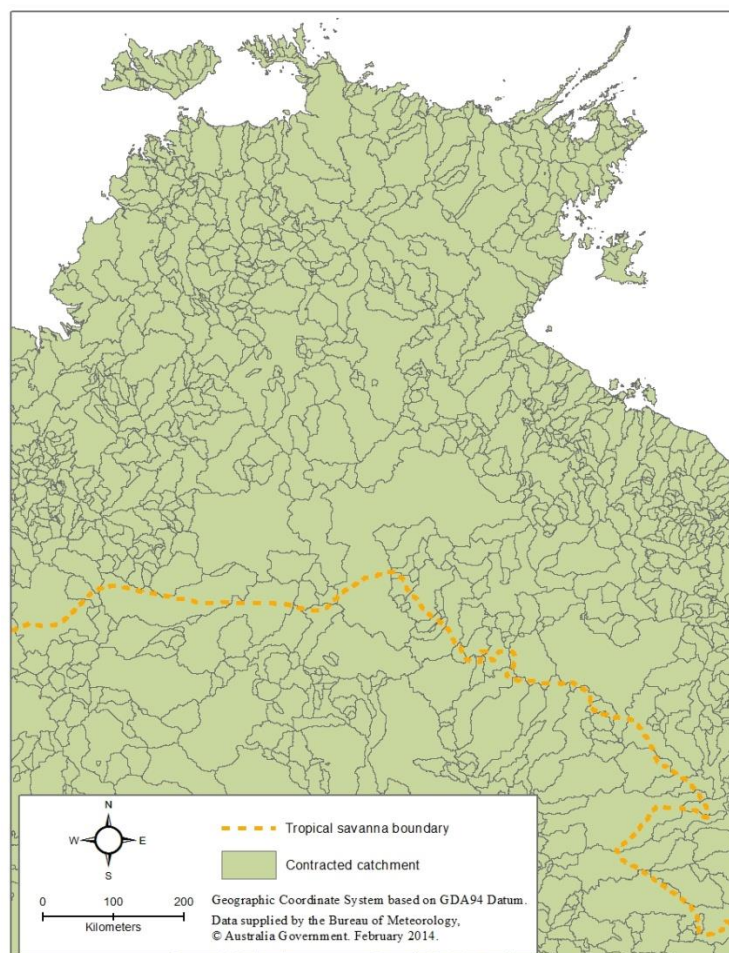 N
W E
S
0 100 200
Kilometers
Tropical savanna boundary
Contracted catchment
Geographic Coordinate System based on GDA94 Datum.
Data supplied by the Bureau of Meteorology,
© Australia Government. February 2014.